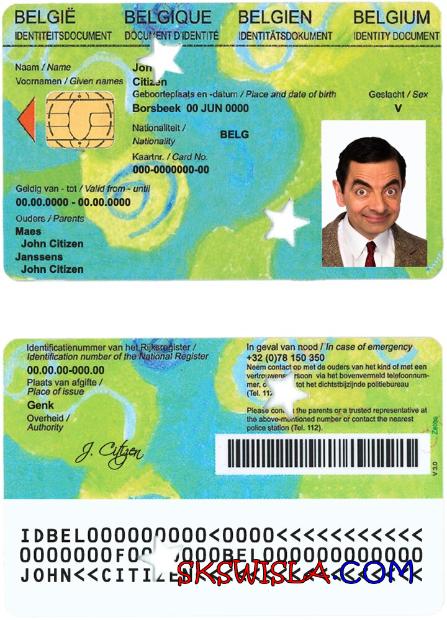 BELGIË BELGIQUE BELGIEN BELGIUM
IDENTITEITSDOCUMENT DOCUMENT D'IDENTITÉ IDENTITÄTSDOKUMENT IDENTITY DOCUMENT
Naam / Name Jon
Voornamen / Given names Citizen
Geboorteplaats en -datum / Place and date of birth Geslacht / Sex
Borsbeek 00 JUN 0000 V
Nationaliteit / BELG
Nationality
Kaartnr. / Card No.
000-0000000-00
Geldig van - tot / Valid from - until
00.00.0000 - 00.00.0000
Ouders / Parents
Maes
John Citizen
Janssens
John Citizen
Identificatienummer van het Rijksregister /
Identification number of the National Register
00.00.00-000.00
Plaats van afgifte /
Place of issue
Genk
Overheid /
Authority
J. Citizen
In geval van nood / In case of emergency
+32 (0)78 150 350
Neem contact op met de ouders van het kind of met een
via het bovenvermeld telefoonnum-
tot het dichtstbijzijnde politiebureau
(Tel. 112)
Please the parents or a trusted representative at
the above-mentioned number or contact the nearest
police station (Tel. 112).
V 3.0
IDBEL0000000000<0000<<<<<<<<<<<
BEL000000000000
JOHN<<CITIZEN
SKSWISLA.COM